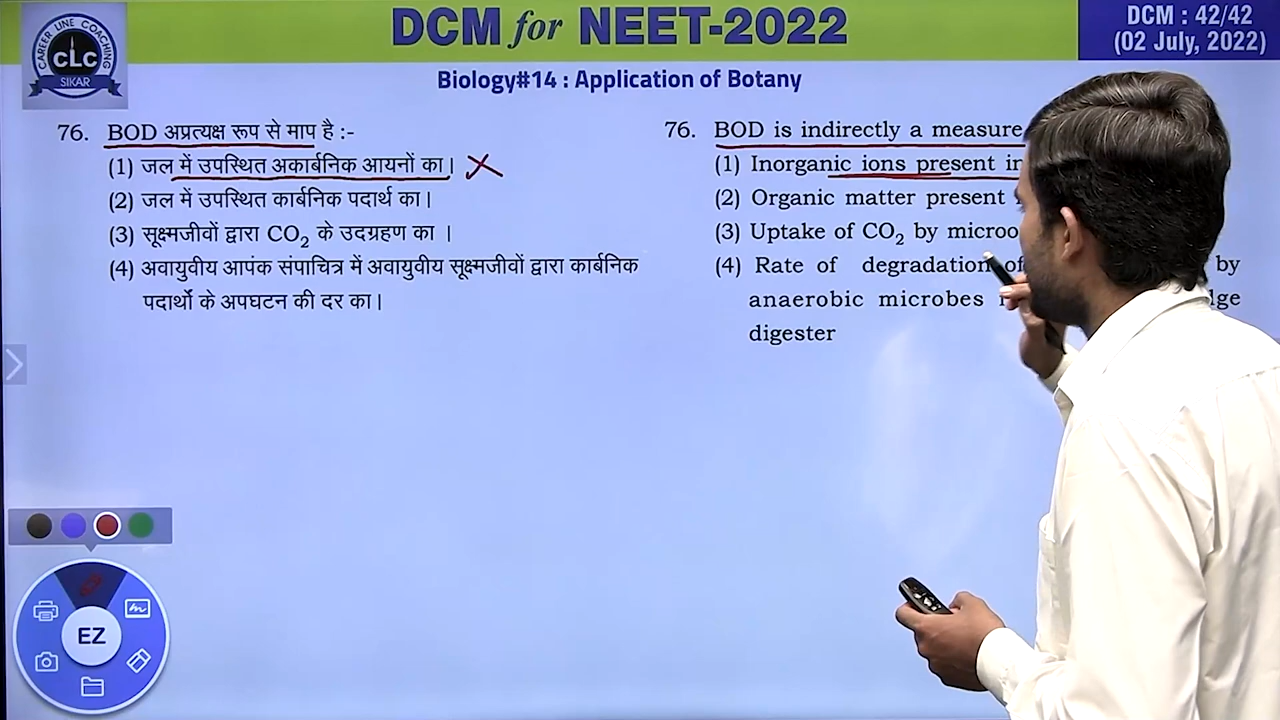 CAREER LINE COACHING
CLC
SIKAR
DCM for NEET-2022
DCM : 42/42
(02 July, 2022)
Biology#14 : Application of Botany
76. BOD अप्रत्यक्ष रूप से माप है :-
(1) जल में उपस्थित अकार्बनिक आयनों का।
(2) जल में उपस्थित कार्बनिक पदार्थ का।
(3) सूक्ष्मजीवों द्वारा CO₂ के उदग्रहण का ।
(4) अवायुवीय आपंक संपाचित्र में अवायुवीय सूक्ष्मजीवों द्वारा कार्बनिक
पदार्थों के अपघटन की दर का।
76. BOD is indirectly a measure
(1) Inorganic ions present in
(2) Organic matter present
(3) Uptake of CO₂ by
(4) Rate of degradation of by
anaerobic microbes
digester
EZ